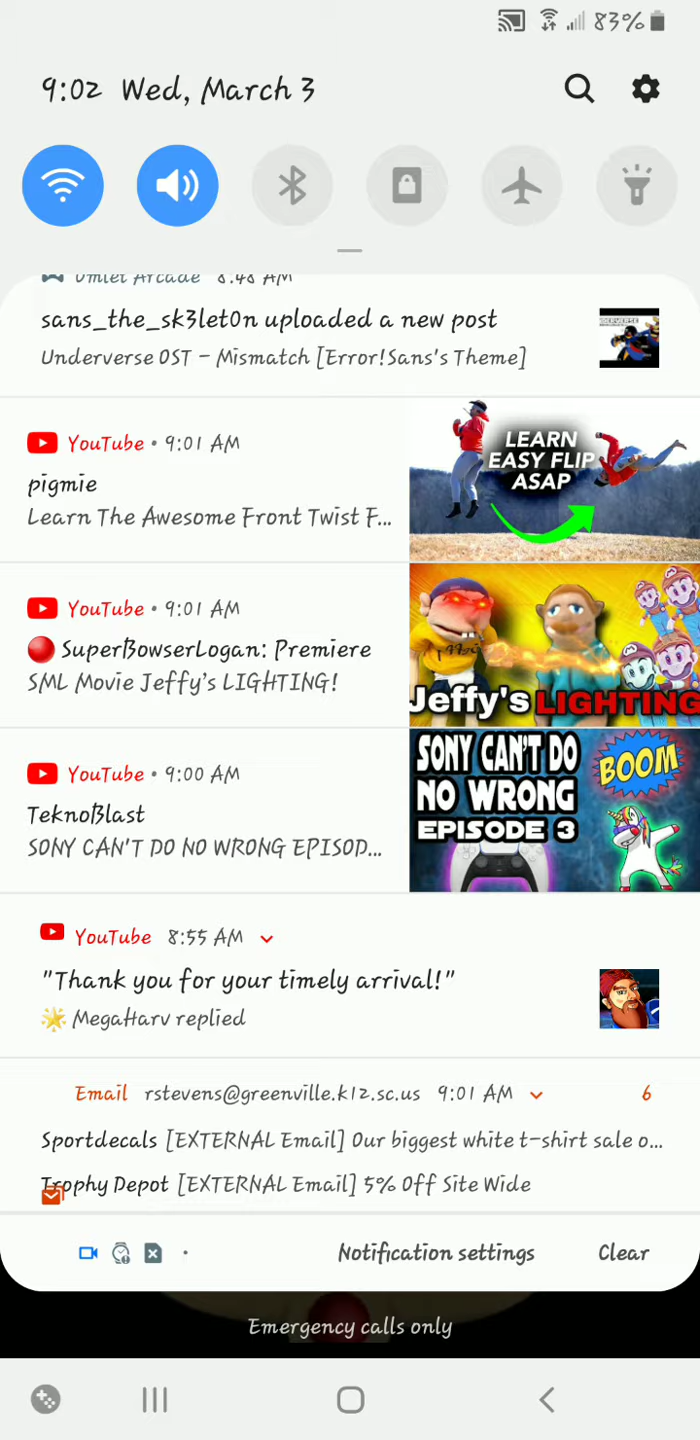 83%
9:02 Wed, March 3
Omlet Arcade 8:48 AM
sans_the_sk3let0n uploaded a new post
Underverse OST - Mismatch [Error!Sans's Theme]
YouTube • 9:01 AM
pigmie
Learn The Awesome Front Twist F...
LEARN
EASY FLIP
ASAP
YouTube • 9:01 AM
🔴 SuperBowserLogan: Premiere
SML Movie Jeffy's LIGHTING!
Jeffy's LIGHTING
YouTube • 9:00 AM
TeknoBlast
SONY CAN'T DO NO WRONG EPISOD...
SONY CAN'T DO
NO WRONG
EPISODE 3
BOOM
YouTube 8:55 AM
"Thank you for your timely arrival!"
🌟 MegaHarv replied
Email rstevens@greenville.k12.sc.us 9:01 AM 6
Sportdecals [EXTERNAL Email] Our biggest white t-shirt sale o...
Trophy Depot [EXTERNAL Email] 5% Off Site Wide
Notification settings Clear
Emergency calls only